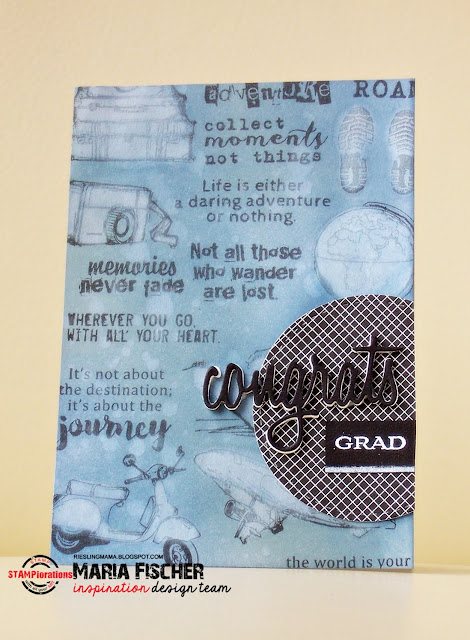 adventure ROAM
collect
moments
not things
Life is either
a daring adventure
or nothing.
Not all those
who wander
are lost.
memories
never fade
WHEREVER YOU GO,
WITH ALL YOUR HEART.
It's not about
the destination;
it's about the
journey
congrats
GRAD
the world is your
RIESLINGMAMA.BLOGSPOT.COM
STAMPlorations
MARIA FISCHER
inspiration design team